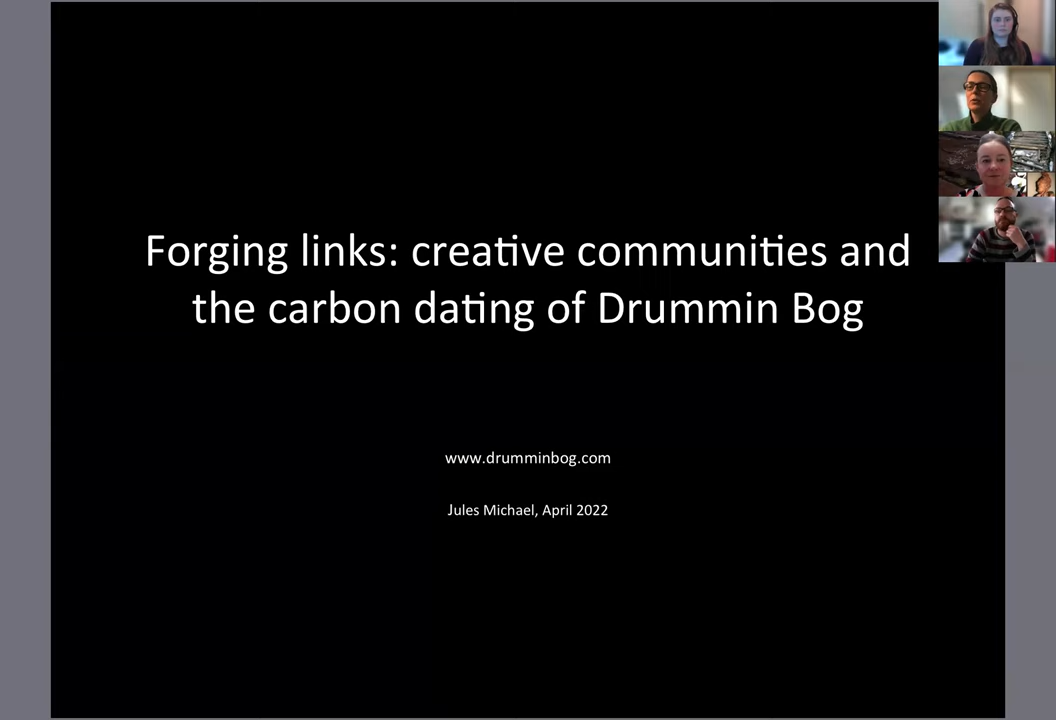 Forging links: creative communities and
the carbon dating of Drummin Bog
www.drumminbog.com
Jules Michael, April 2022